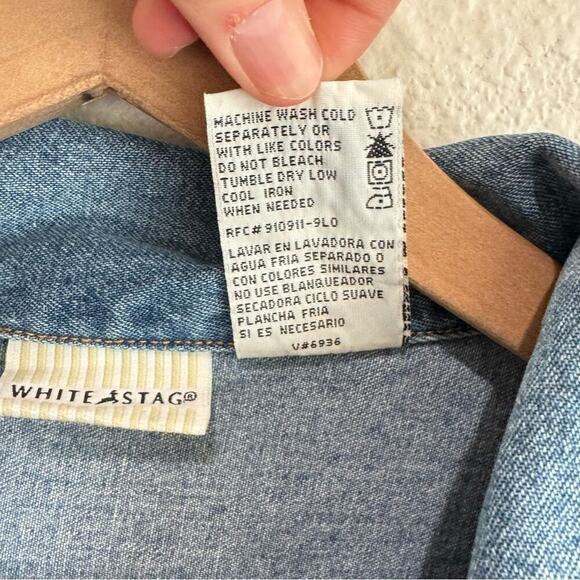 MACHINE WASH COLD
SEPARATELY OR
WITH LIKE COLORS
DO NOT BLEACH
TUMBLE DRY LOW
COOL IRON
WHEN NEEDED
RFC#910911-9L0
LAVAR EN LAVADORA CON
AGUA FRIA SEPARADO O
CON COLORES SIMILARES
NO USE BLANQUEADOR
SECADORA CICLO SUAVE
PLANCHA FRIA
SI ES NECESARIO
V#6936
WHITE STAG®